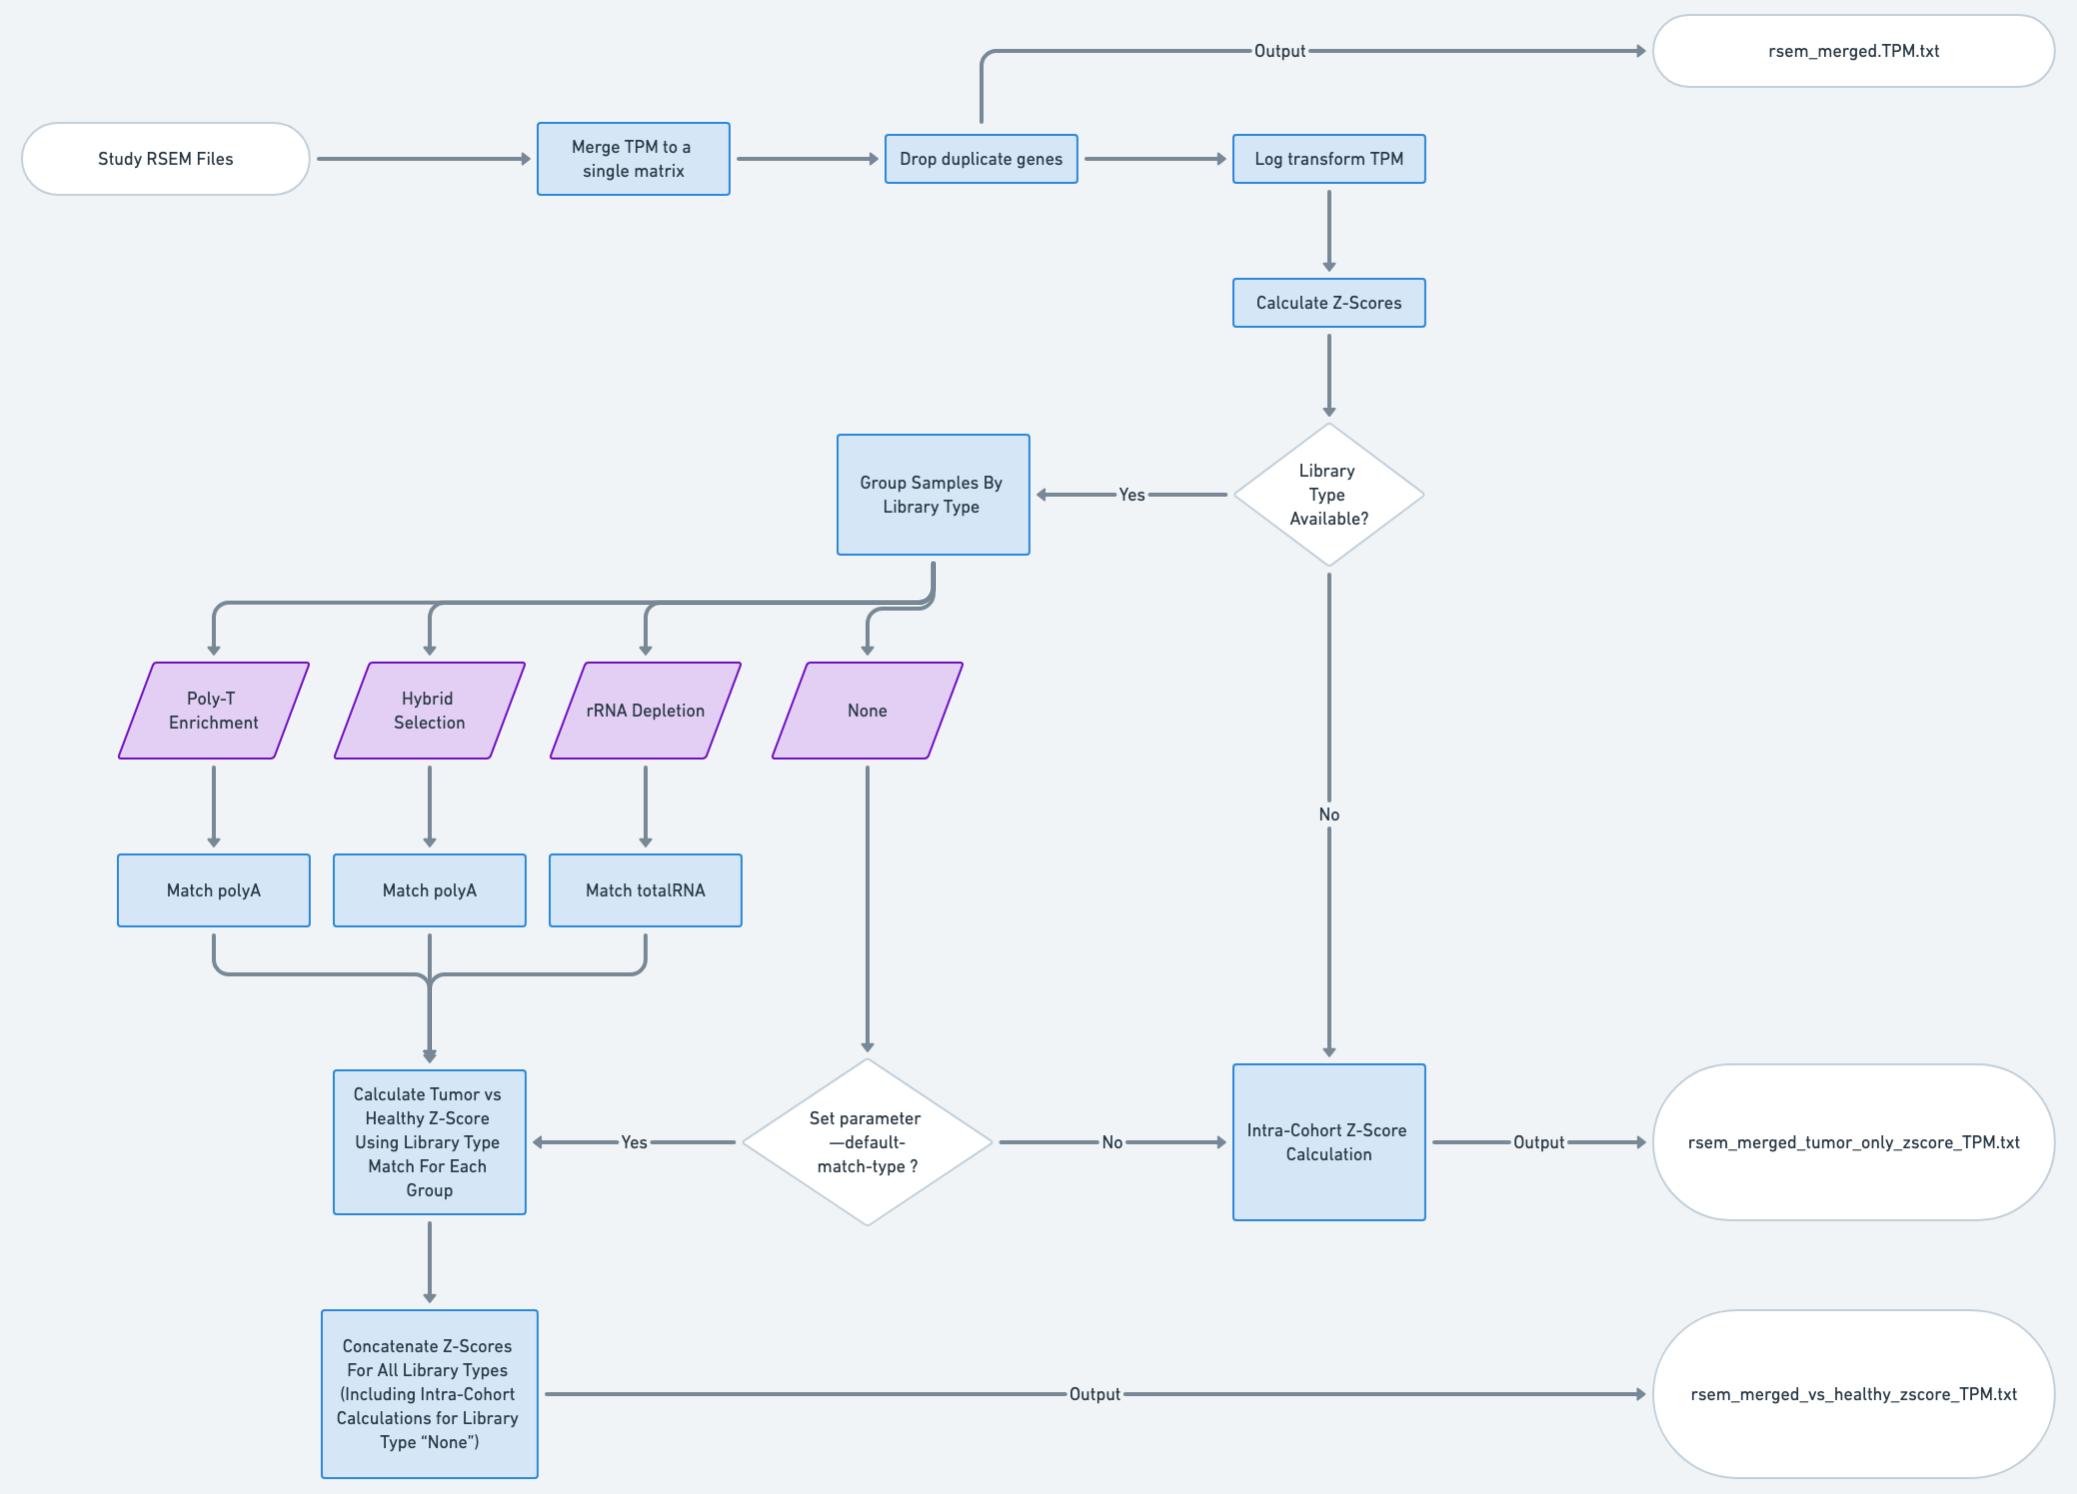 Output
rsem_merged.TPM.txt
Study RSEM Files
Merge TPM to a
single matrix
Drop duplicate genes
Log transform TPM
Calculate Z-Scores
Library
Type
Available?
Yes
Group Samples By
Library Type
Poly-T
Enrichment
Hybrid
Selection
rRNA Depletion
None
No
Match polyA
Match polyA
Match totalRNA
Calculate Tumor vs
Healthy Z-Score
Using Library Type
Match For Each
Group
Yes
Set parameter
—default-
match-type ?
No
Intra-Cohort Z-Score
Calculation
Output
rsem_merged_tumor_only_zscore_TPM.txt
Concatenate Z-Scores
For All Library Types
(Including Intra-Cohort
Calculations for Library
Type “None”)
Output
rsem_merged_vs_healthy_zscore_TPM.txt